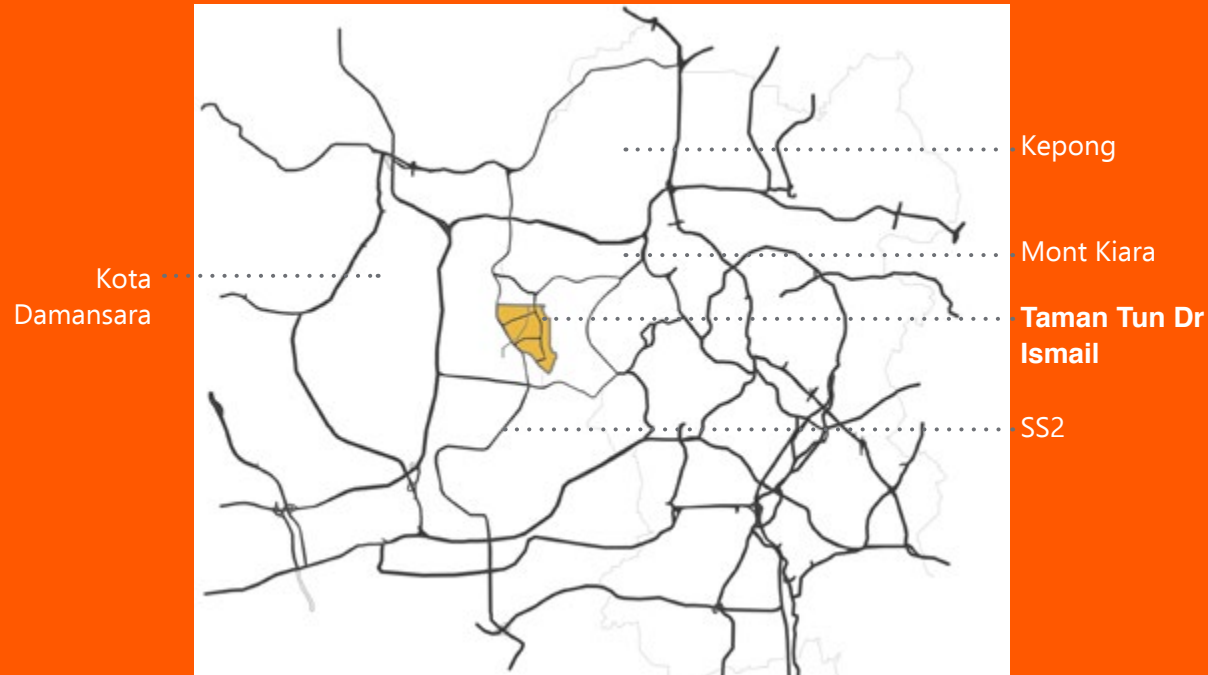 Kepong
Mont Kiara
Kota
Damansara
Taman Tun Dr
Ismail
SS2